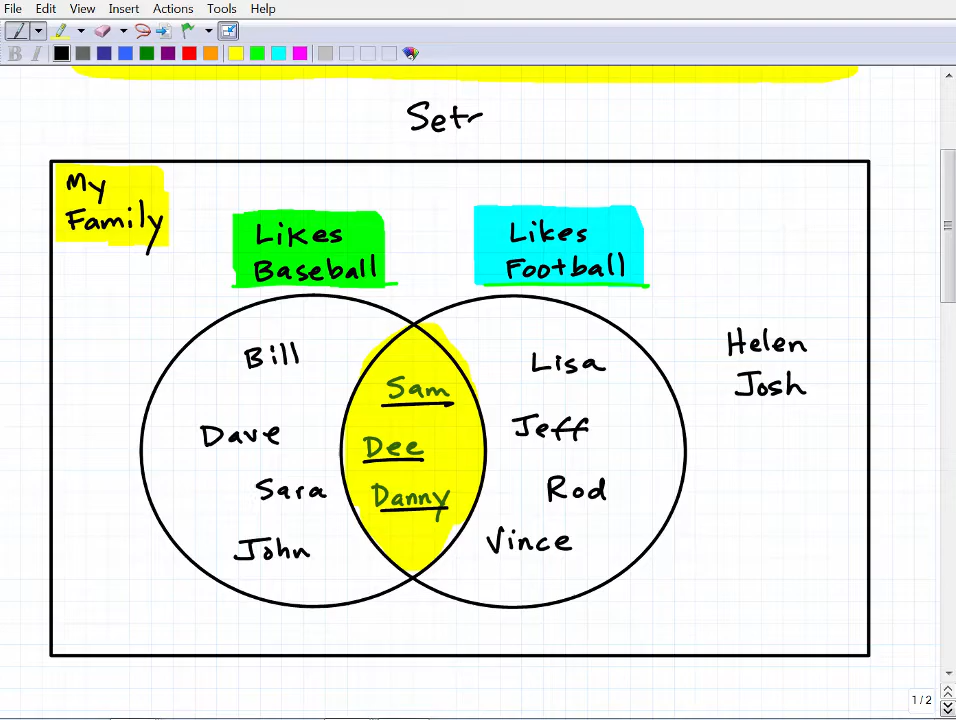 File Edit View Insert Actions Tools Help
B I
My
Family
Likes
Baseball
Likes
Football
Bill
Dave
Sara
John
Sam
Dee
Danny
Lisa
Jeff
Rod
Vince
Helen
Josh
1 / 2